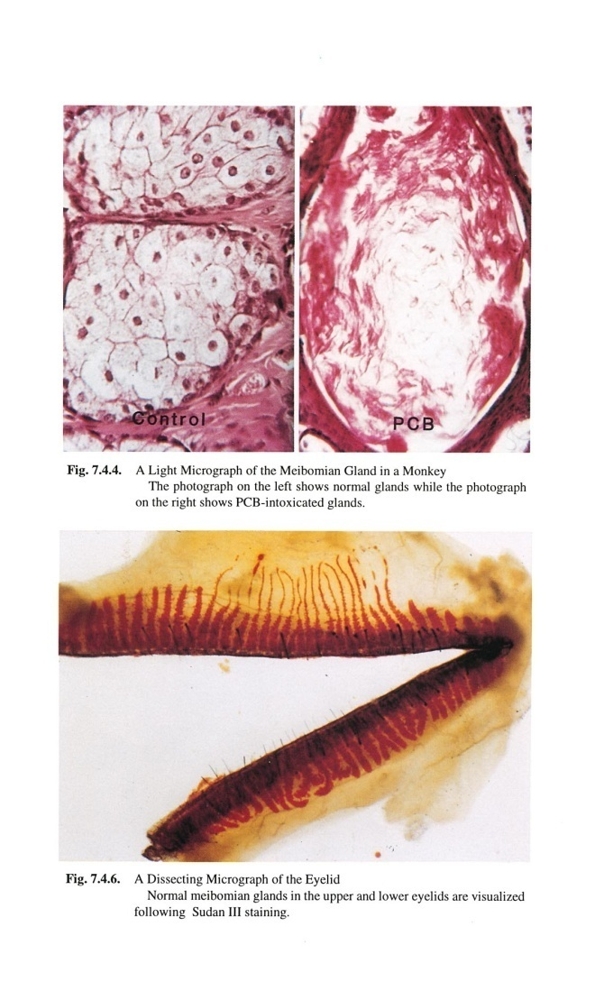 Control
PCB
Fig. 7.4.4. A Light Micrograph of the Meibomian Gland in a Monkey
The photograph on the left shows normal glands while the photograph
on the right shows PCB-intoxicated glands.
Fig. 7.4.6. A Dissecting Micrograph of the Eyelid
Normal meibomian glands in the upper and lower eyelids are visualized
following Sudan III staining.